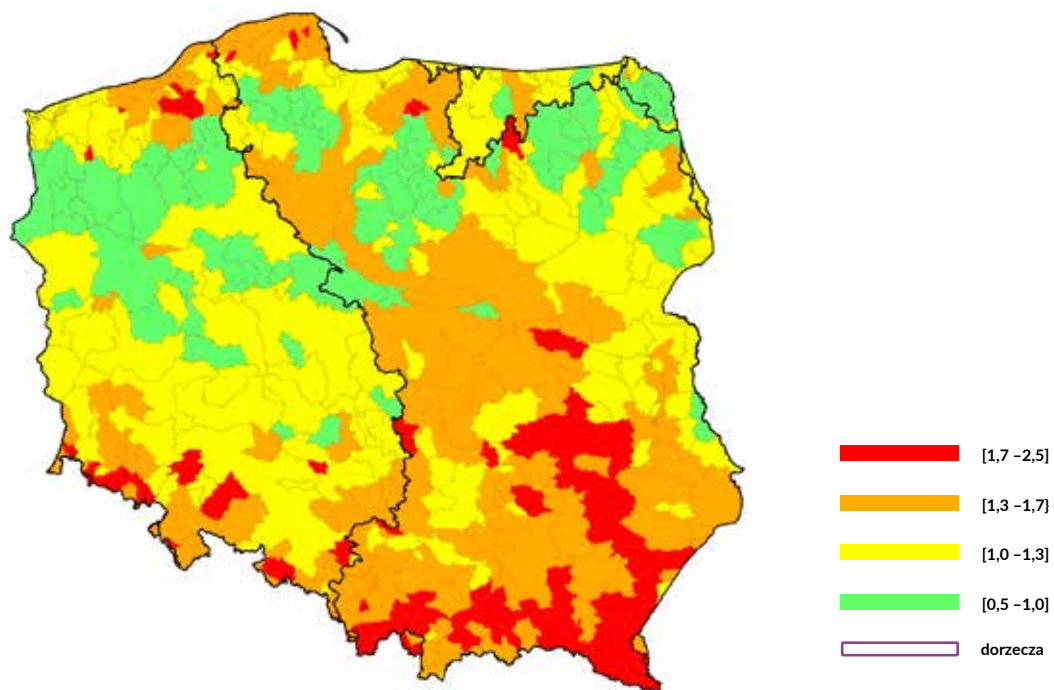 [1,7 –2,5]
[1,3 –1,7}
[1,0 –1,3]
[0,5 –1,0]
dorzecza